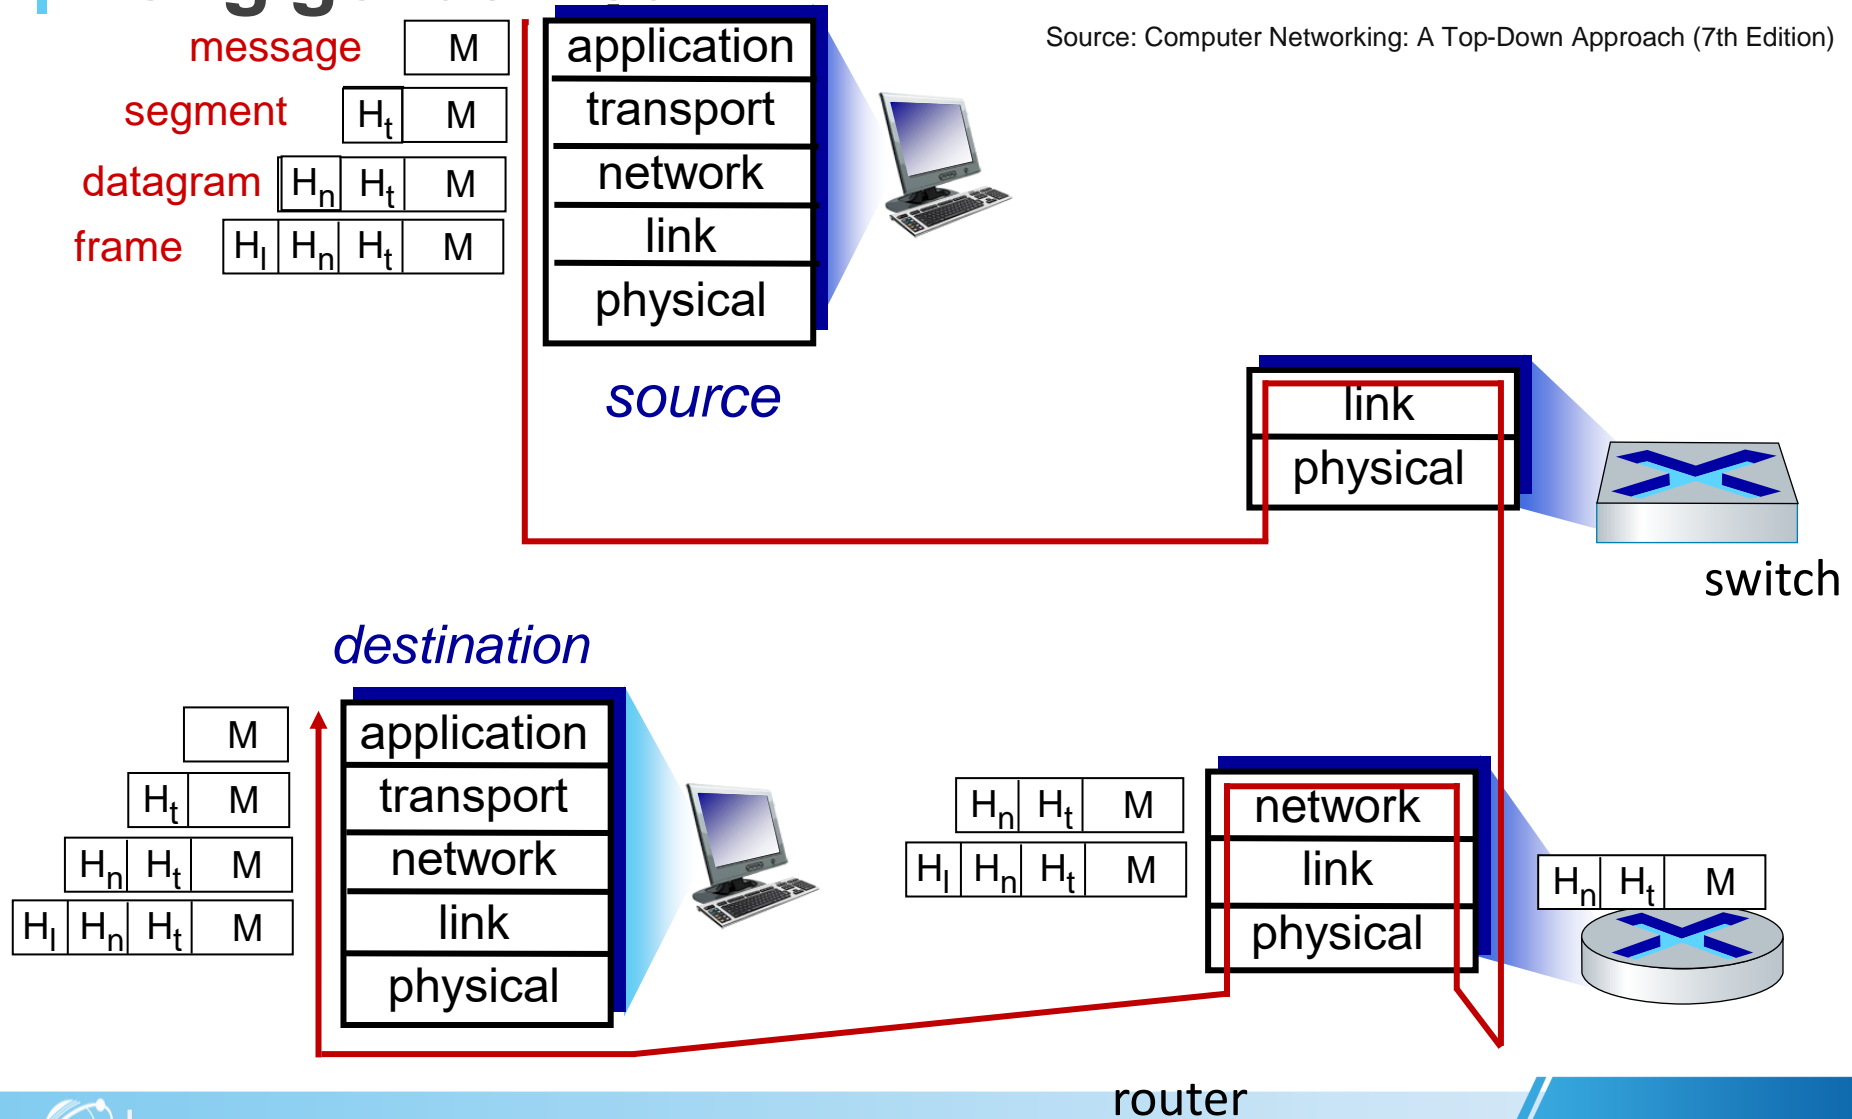 Source: Computer Networking: A Top-Down Approach (7th Edition)
message M
segment Ht M
datagram Hn Ht M
frame Hl Hn Ht M
application
transport
network
link
physical
source
link
physical
switch
destination
M
Ht M
Hn Ht M
Hl Hn Ht M
application
transport
network
link
physical
Hn Ht M
Hl Hn Ht M
network
link
physical
Hn Ht M
router